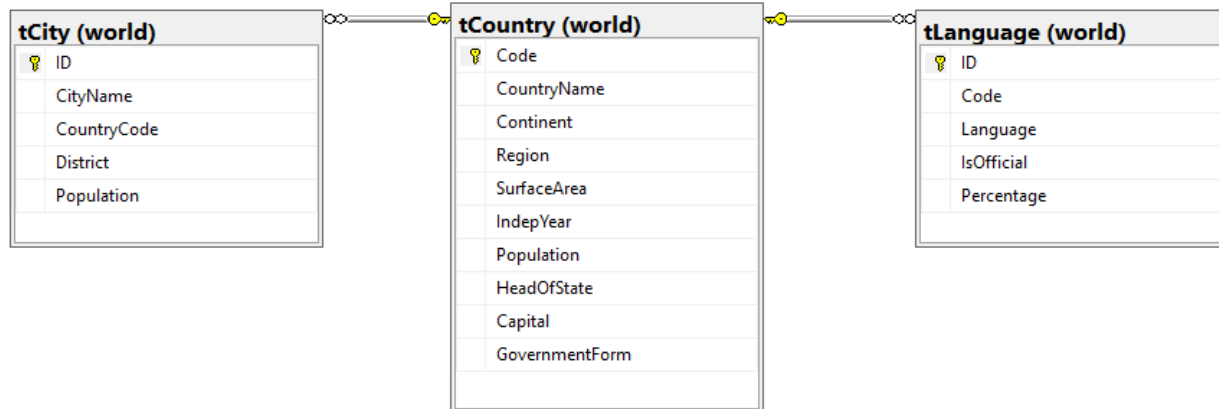 tCity (world)
ID
CityName
CountryCode
District
Population
tCountry (world)
Code
CountryName
Continent
Region
SurfaceArea
IndepYear
Population
HeadOfState
Capital
GovernmentForm
tLanguage (world)
ID
Code
Language
IsOfficial
Percentage